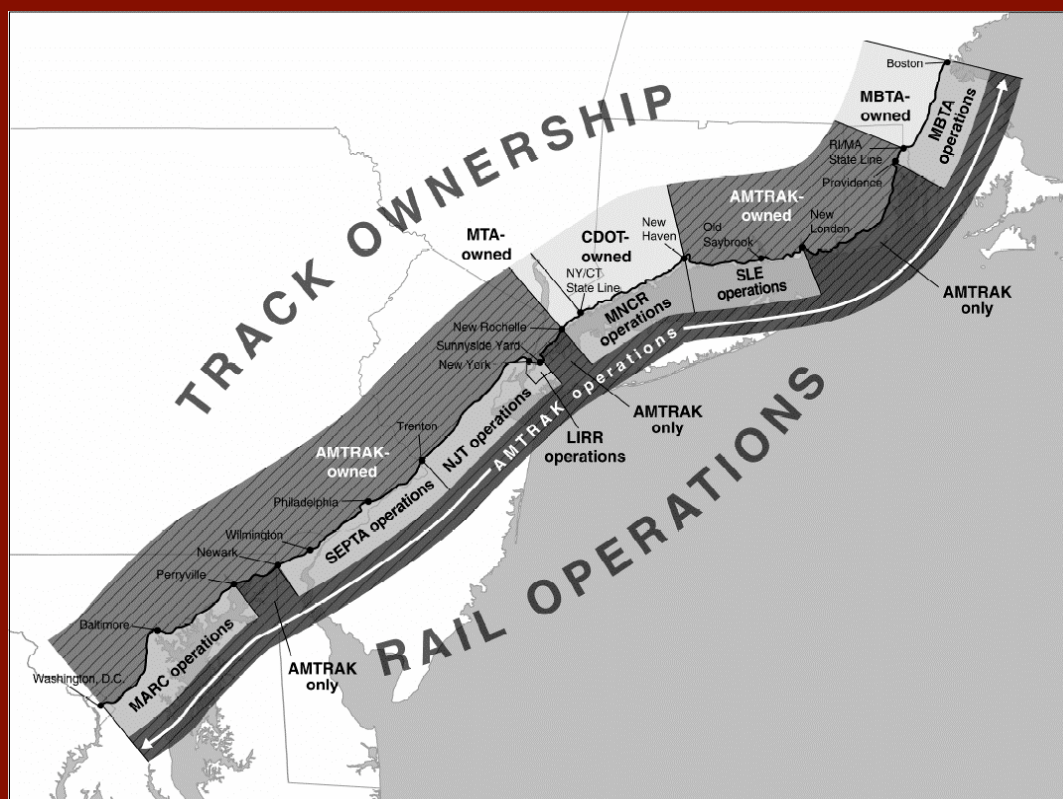 TRACK OWNERSHIP
Boston
MBTA-
owned
MBTA
operations
RI/MA
State Line
Providence
AMTRAK-
owned
New
London
Old
Saybrook
New
Haven
SLE
operations
AMTRAK
only
CDOT-
owned
MTA-
owned
NY/CT
State Line
MNCR
operations
New Rochelle
Sunnyside Yard
New York
AMTRAK operations
AMTRAK
only
LIRR
operations
NJT operations
Trenton
AMTRAK-
owned
Philadelphia
SEPTA operations
Wilmington
Newark
Perryville
Baltimore
MARC operations
AMTRAK
only
Washington, D.C.
RAIL OPERATIONS